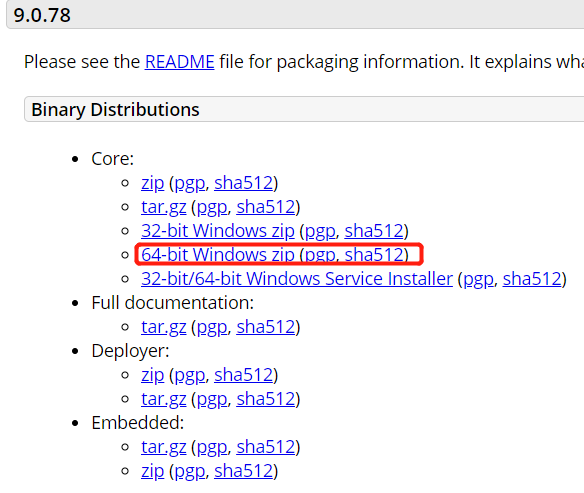 9.0.78
Please see the README file for packaging information. It explains wha
Binary Distributions
Core:
zip (pgp, sha512)
tar.gz (pgp, sha512)
32-bit Windows zip (pgp, sha512)
64-bit Windows zip (pgp, sha512)
32-bit/64-bit Windows Service Installer (pgp, sha512)
Full documentation:
tar.gz (pgp, sha512)
Deployer:
zip (pgp, sha512)
tar.gz (pgp, sha512)
Embedded:
tar.gz (pgp, sha512)
zip (pgp, sha512)